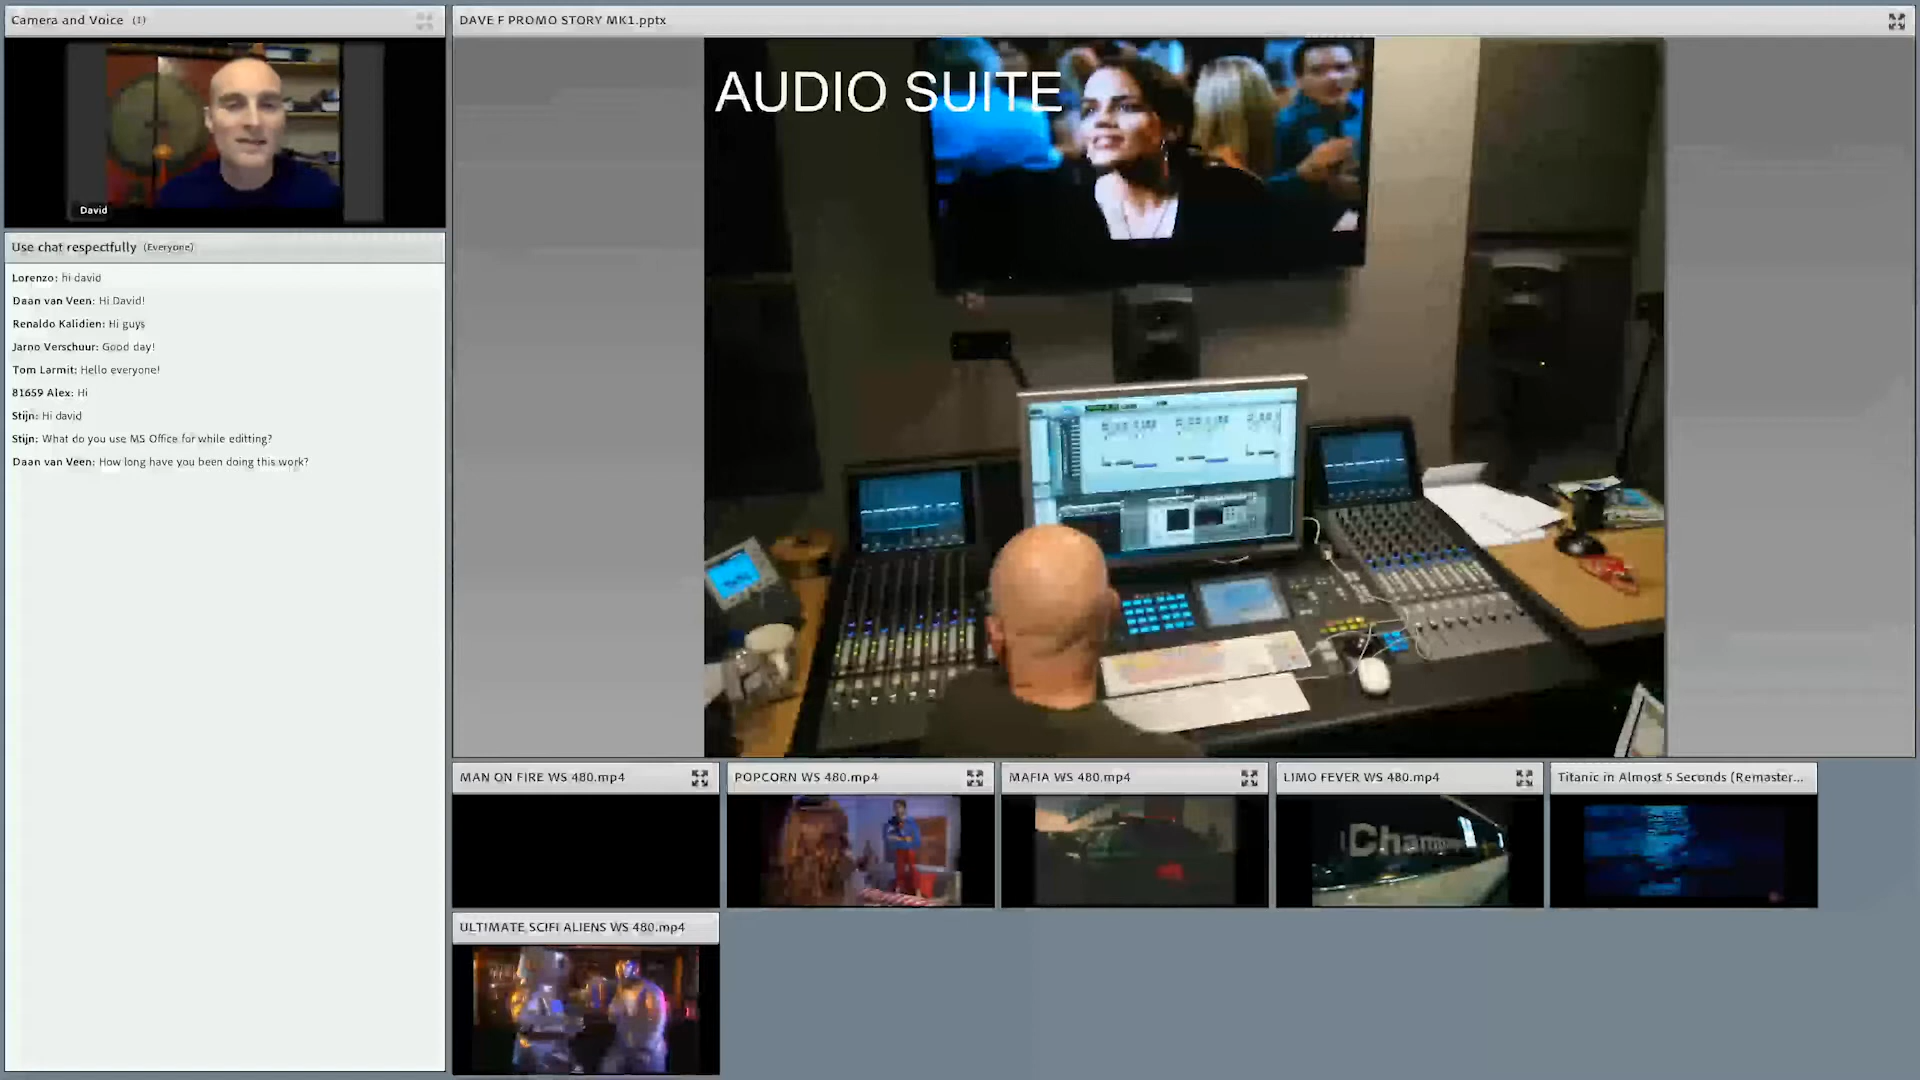 Camera and Voice (1)
David
Use chat respectfully (Everyone)
Lorenzo: hi david
Daan van Veen: Hi David!
Renaldo Kalidien: Hi guys
Jarno Verschuur: Good day!
Tom Larmit: Hello everyone!
81659 Alex: Hi
Stijn: Hi david
Stijn: What do you use MS Office for while editting?
Daan van Veen: How long have you been doing this work?
DAVE F PROMO STORY MK1.pptx
AUDIO SUITE
MAN ON FIRE WS 480.mp4
POPCORN WS 480.mp4
MAFIA WS 480.mp4
LIMO FEVER WS 480.mp4
Titanic in Almost 5 Seconds (Remaster...
ULTIMATE SCIFI ALIENS WS 480.mp4